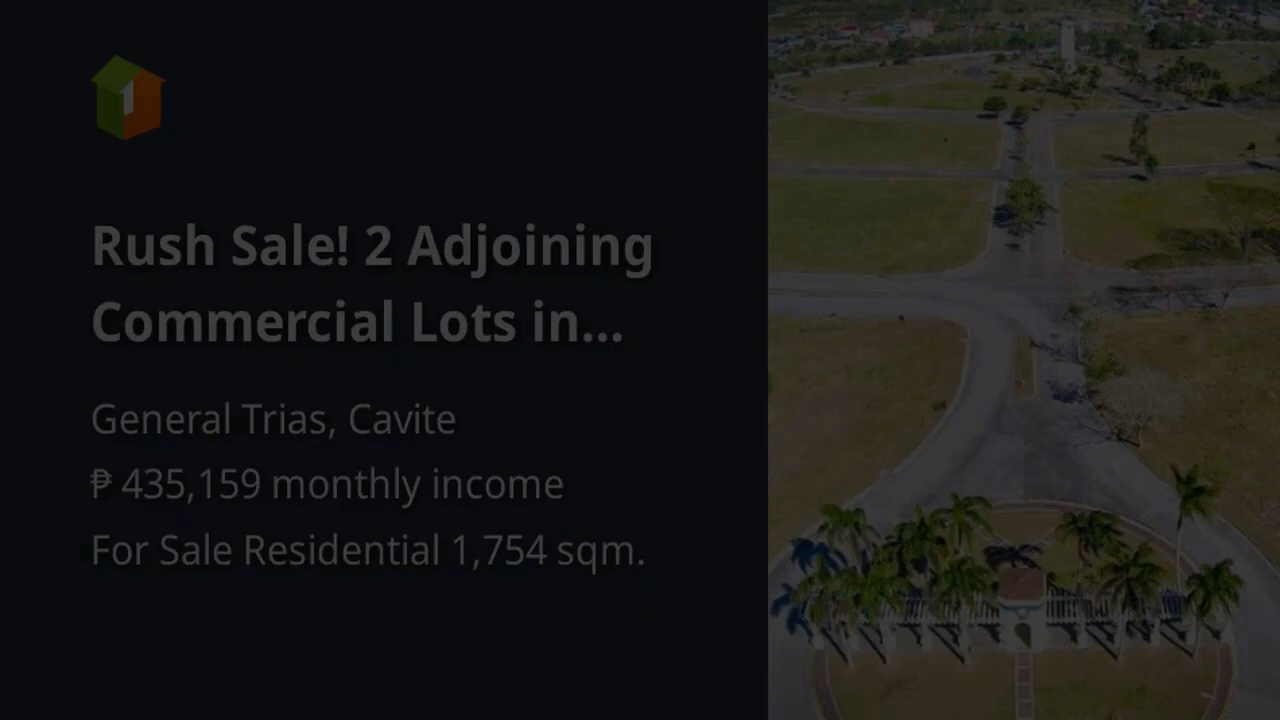 Rush Sale! 2 Adjoining
Commercial Lots in...
General Trias, Cavite
₱ 435,159 monthly income
For Sale Residential 1,754 sqm.